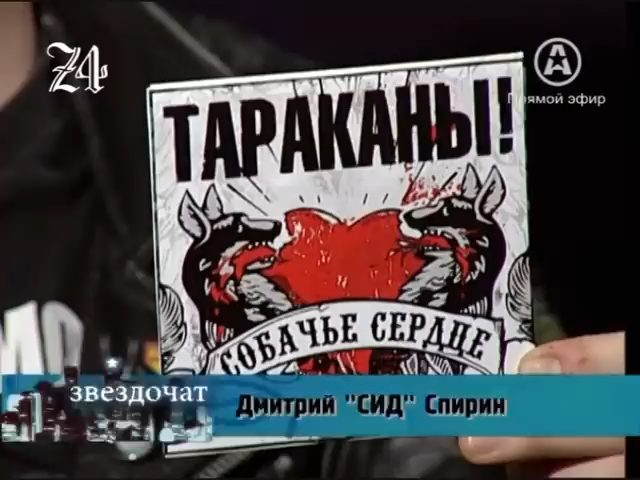 Z4
А
Прямой эфир
ТАРАКАНЫ!
СОБАЧЬЕ СЕРДЦЕ
звездочат
Дмитрий "СИД" Спирин